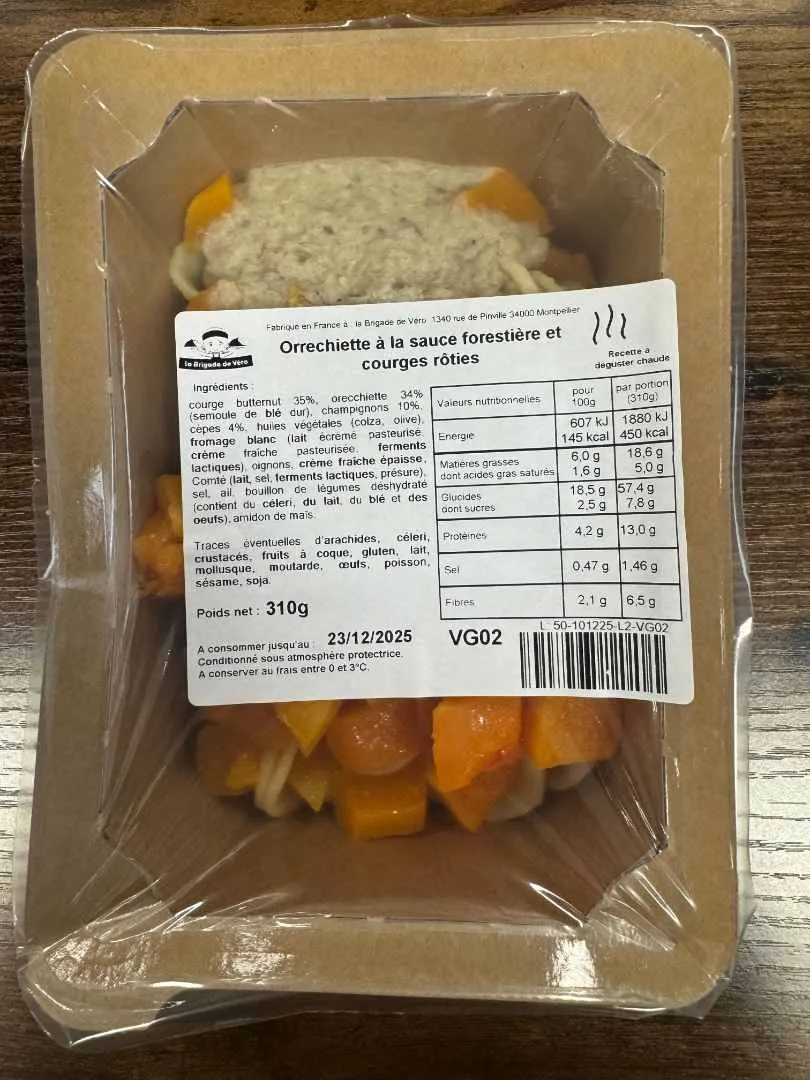 Fabriqué en France à la Brigade de Véro 1340 rue de Pinville 34000 Montpellier
la Brigade de Véro
Orrechiette à la sauce forestière et
courges rôties
Recette à
déguster chaude
Ingrédients :
courge butternut 35%, orecchiette 34%
(semoule de blé dur), champignons 10%,
cèpes 4%, huiles végétales (colza, olive),
fromage blanc (lait écrémé pasteurisé,
crème fraîche pasteurisée, ferments
lactiques), oignons, crème fraîche épaisse,
Comté (lait, sel, ferments lactiques, présure),
sel, ail, bouillon de légumes déshydraté
(contient du céleri, du lait, du blé et des
oeufs), amidon de maïs.
Traces éventuelles d'arachides, céleri,
crustacés, fruits à coque, gluten, lait,
mollusque, moutarde, œufs, poisson,
sésame, soja.
Poids net : 310g
A consommer jusqu'au : 23/12/2025
Conditionné sous atmosphère protectrice.
A conserver au frais entre 0 et 3°C.
Valeurs nutritionnelles pour 100g par portion (310g)
Energie 607 kJ 1880 kJ
145 kcal 450 kcal
Matières grasses 6,0 g 18,6 g
dont acides gras saturés 1,6 g 5,0 g
Glucides 18,5 g 57,4 g
dont sucres 2,5 g 7,8 g
Protéines 4,2 g 13,0 g
Sel 0,47 g 1,46 g
Fibres 2,1 g 6,5 g
VG02
L: 50-101225-L2-VG02